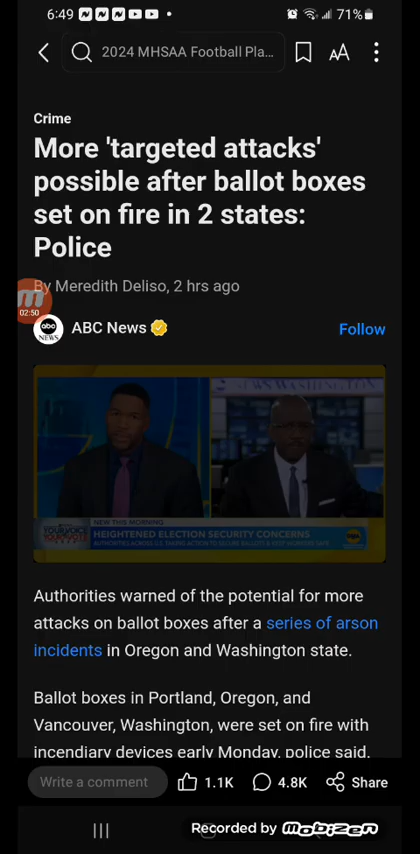 6:49
71%
2024 MHSAA Football Pla...
AA
Crime
More 'targeted attacks'
possible after ballot boxes
set on fire in 2 states:
Police
By Meredith Deliso, 2 hrs ago
02:50
abc
NEWS
ABC News
Follow
NEW THIS MORNING
HEIGHTENED ELECTION SECURITY CONCERNS
Authorities warned of the potential for more
attacks on ballot boxes after a series of arson
incidents in Oregon and Washington state.
Ballot boxes in Portland, Oregon, and
Vancouver, Washington, were set on fire with
incendiary devices early Monday, police said.
Write a comment
1.1K
4.8K
Share
Recorded by mobizen